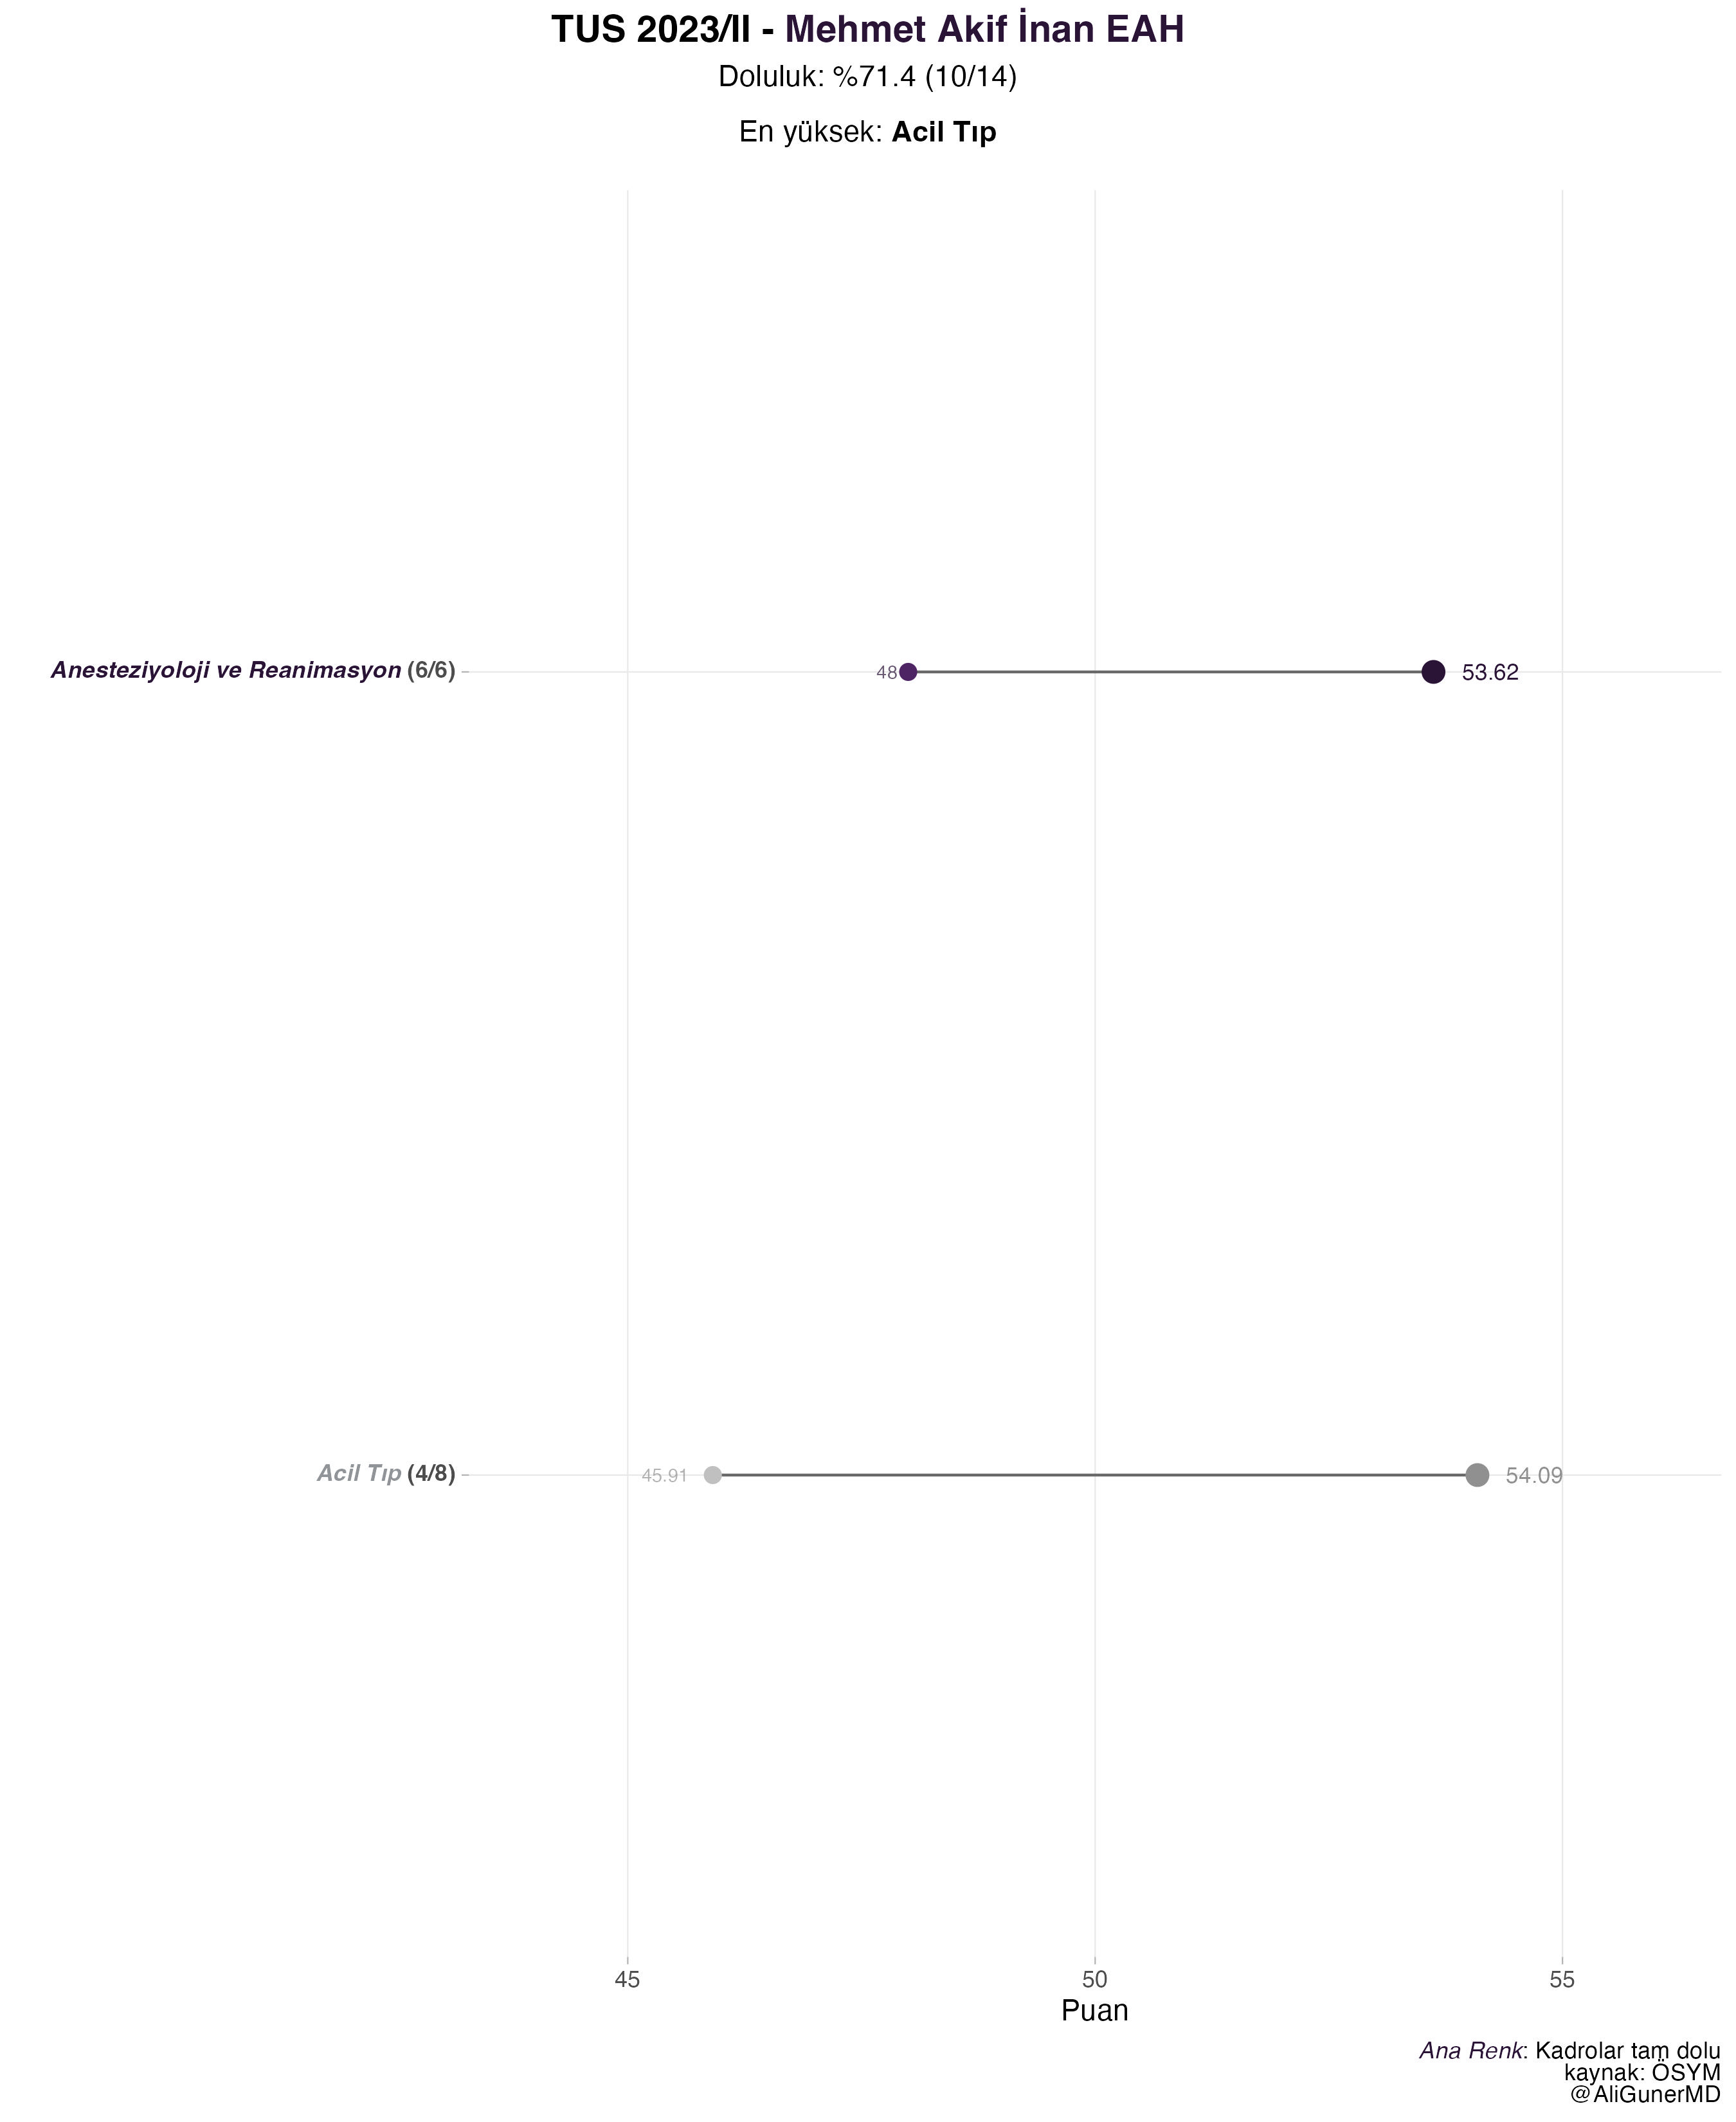 TUS 2023/II - Mehmet Akif İnan EAH
Doluluk: %71.4 (10/14)
En yüksek: Acil Tıp
Anesteziyoloji ve Reanimasyon (6/6)
48
53.62
Acil Tıp (4/8)
45.91
54.09
45
50
55
Puan
Ana Renk: Kadrolar tam dolu
kaynak: ÖSYM
@AliGunerMD